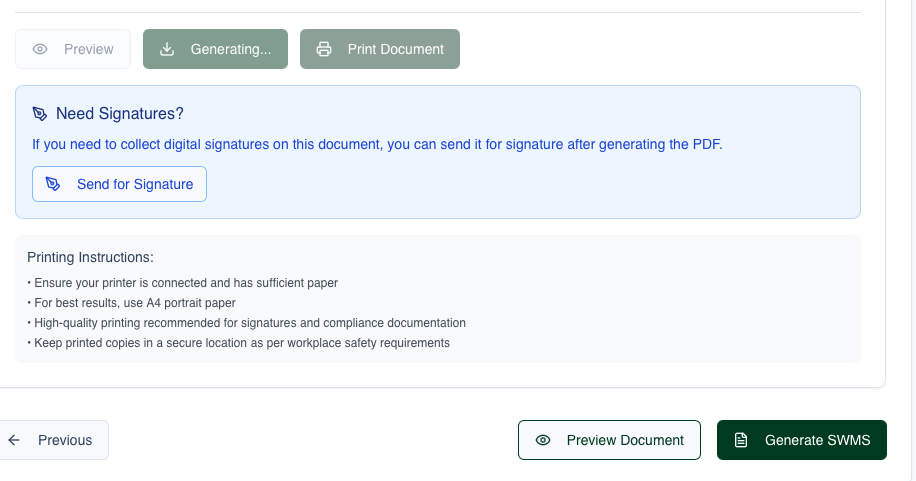 Preview
Generating...
Print Document
Need Signatures?
If you need to collect digital signatures on this document, you can send it for signature after generating the PDF.
Send for Signature
Printing Instructions:
• Ensure your printer is connected and has sufficient paper
• For best results, use A4 portrait paper
• High-quality printing recommended for signatures and compliance documentation
• Keep printed copies in a secure location as per workplace safety requirements
Previous
Preview Document
Generate SWMS